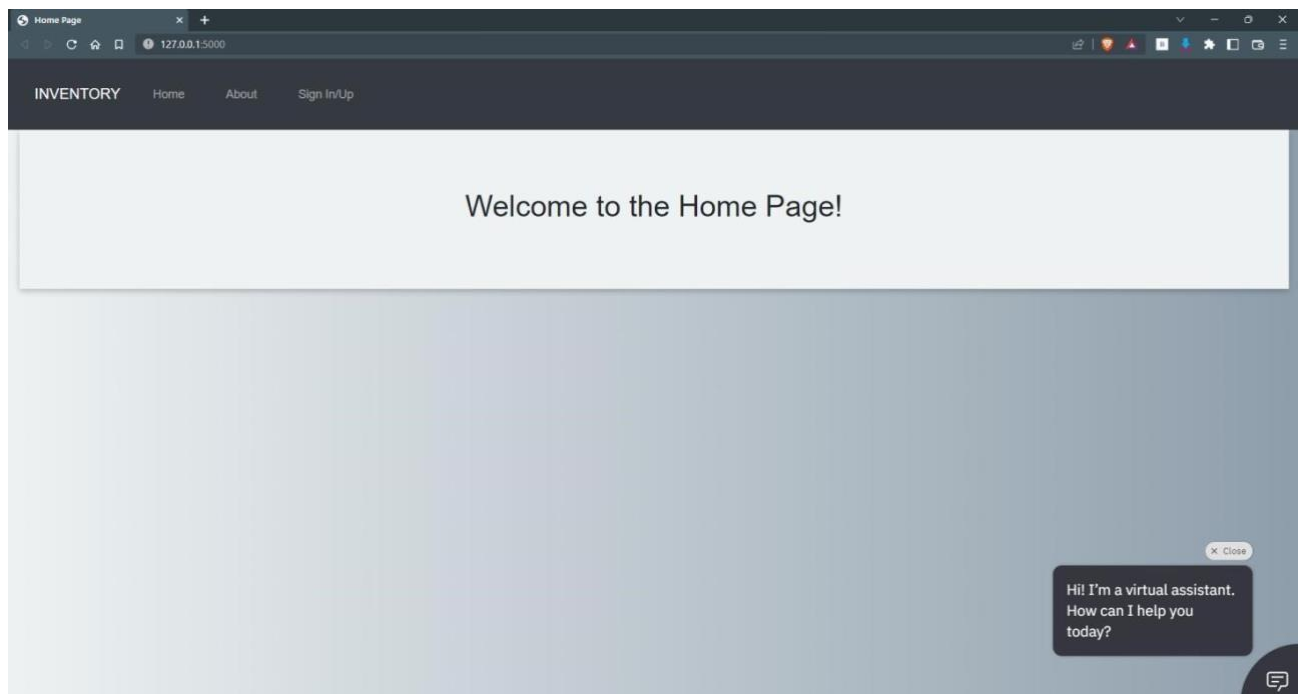 Home Page
127.0.0.1:5000
INVENTORY Home About Sign In/Up
Welcome to the Home Page!
Close
Hi! I'm a virtual assistant.
How can I help you
today?